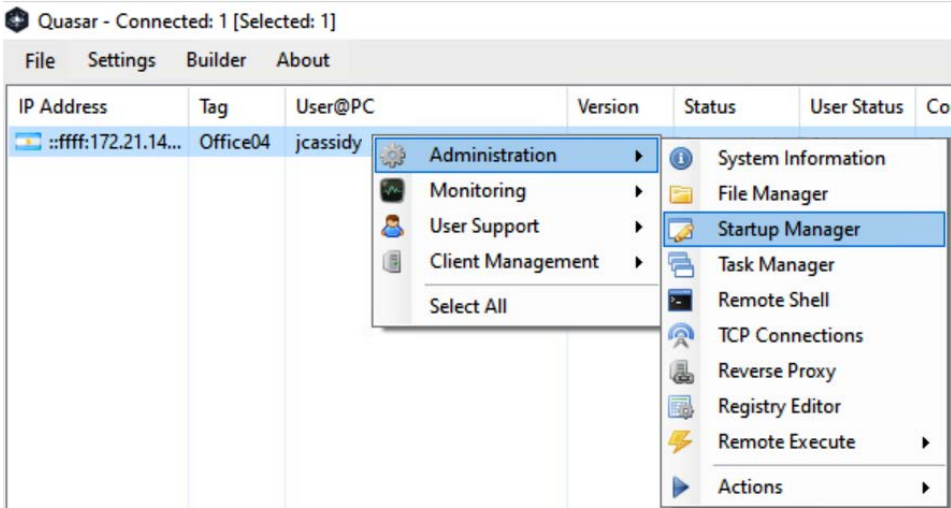 Quasar - Connected: 1 [Selected: 1]
File Settings Builder About
IP Address Tag User@PC Version Status User Status Co
::ffff:172.21.14... Office04 jcassidy
Administration
Monitoring
User Support
Client Management
Select All
System Information
File Manager
Startup Manager
Task Manager
Remote Shell
TCP Connections
Reverse Proxy
Registry Editor
Remote Execute
Actions